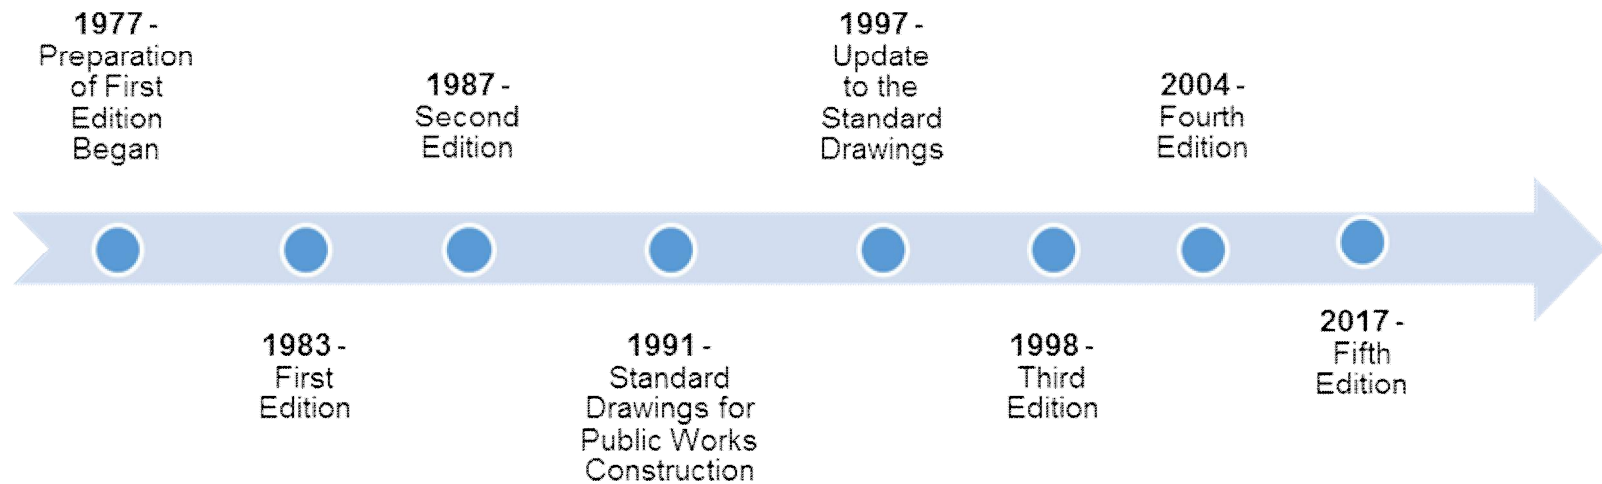 1977 -
Preparation
of First
Edition
Began
1983 -
First
Edition
1987 -
Second
Edition
1991 -
Standard
Drawings for
Public Works
Construction
1997 -
Update
to the
Standard
Drawings
1998 -
Third
Edition
2004 -
Fourth
Edition
2017 -
Fifth
Edition